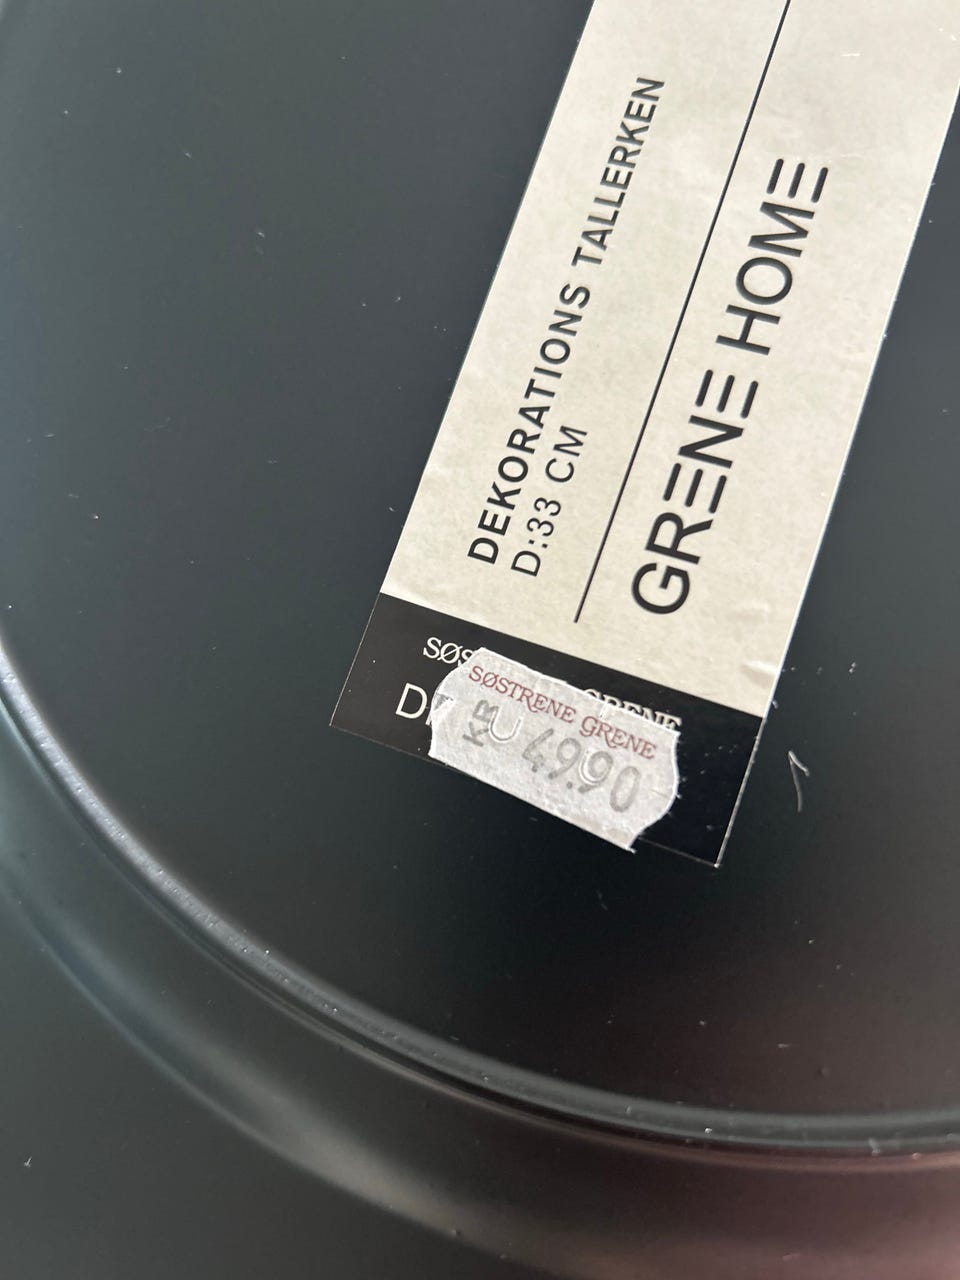 DEKORATIONS TALLERKEN
D:33 CM
GRENE HOME
SØSTRENE GRENE
KR 49.90